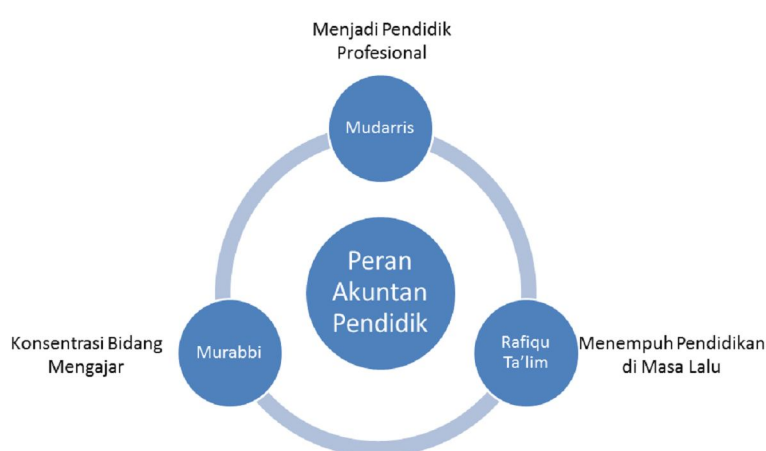 Menjadi Pendidik
Profesional
Mudarris
Peran
Akuntan
Pendidik
Konsentrasi Bidang
Mengajar
Murabbi
Rafiqu
Ta’lim
Menempuh Pendidikan
di Masa Lalu